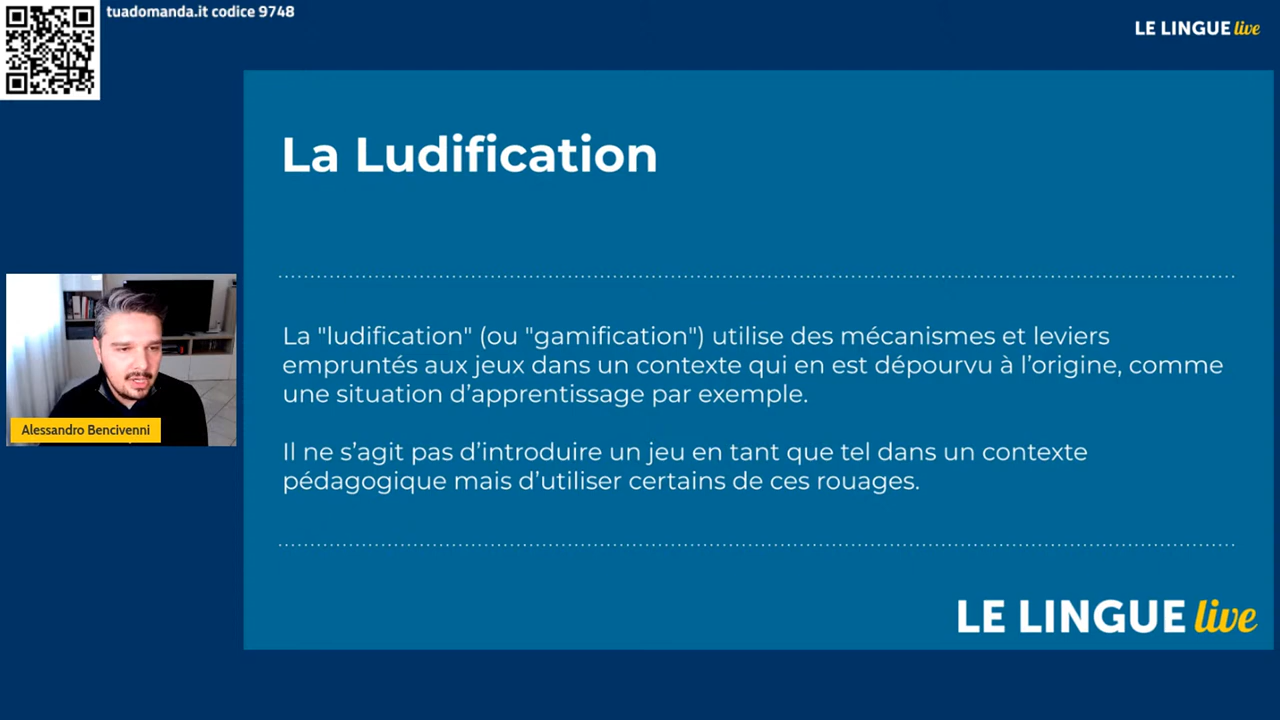 tuadomanda.it codice 9748
LE LINGUE live
La Ludification
La "ludification" (ou "gamification") utilise des mécanismes et leviers
empruntés aux jeux dans un contexte qui en est dépourvu à l’origine, comme
une situation d’apprentissage par exemple.
Il ne s’agit pas d’introduire un jeu en tant que tel dans un contexte
pédagogique mais d’utiliser certains de ces rouages.
Alessandro Bencivenni
LE LINGUE live